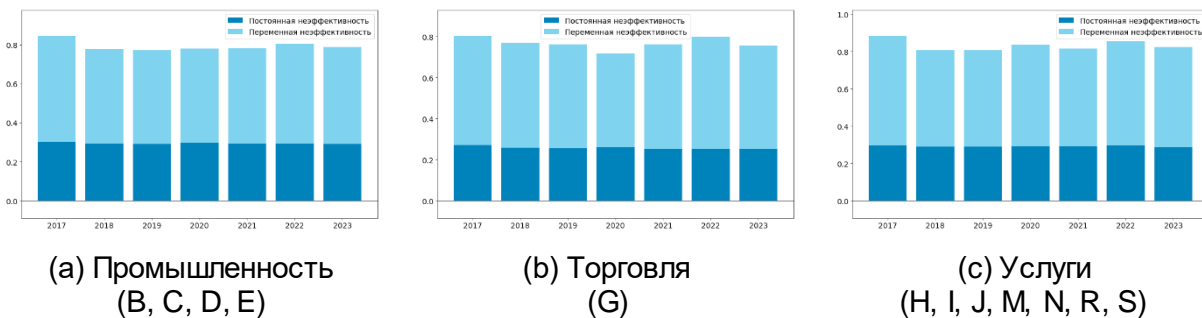 Постоянная неэффективность
Переменная неэффективность
0.8
0.6
0.4
0.2
0.0
2017 2018 2019 2020 2021 2022 2023
(a) Промышленность
(B, C, D, E)
Постоянная неэффективность
Переменная неэффективность
0.8
0.6
0.4
0.2
0.0
2017 2018 2019 2020 2021 2022 2023
(b) Торговля
(G)
Постоянная неэффективность
Переменная неэффективность
1.0
0.8
0.6
0.4
0.2
0.0
2017 2018 2019 2020 2021 2022 2023
(c) Услуги
(H, I, J, M, N, R, S)